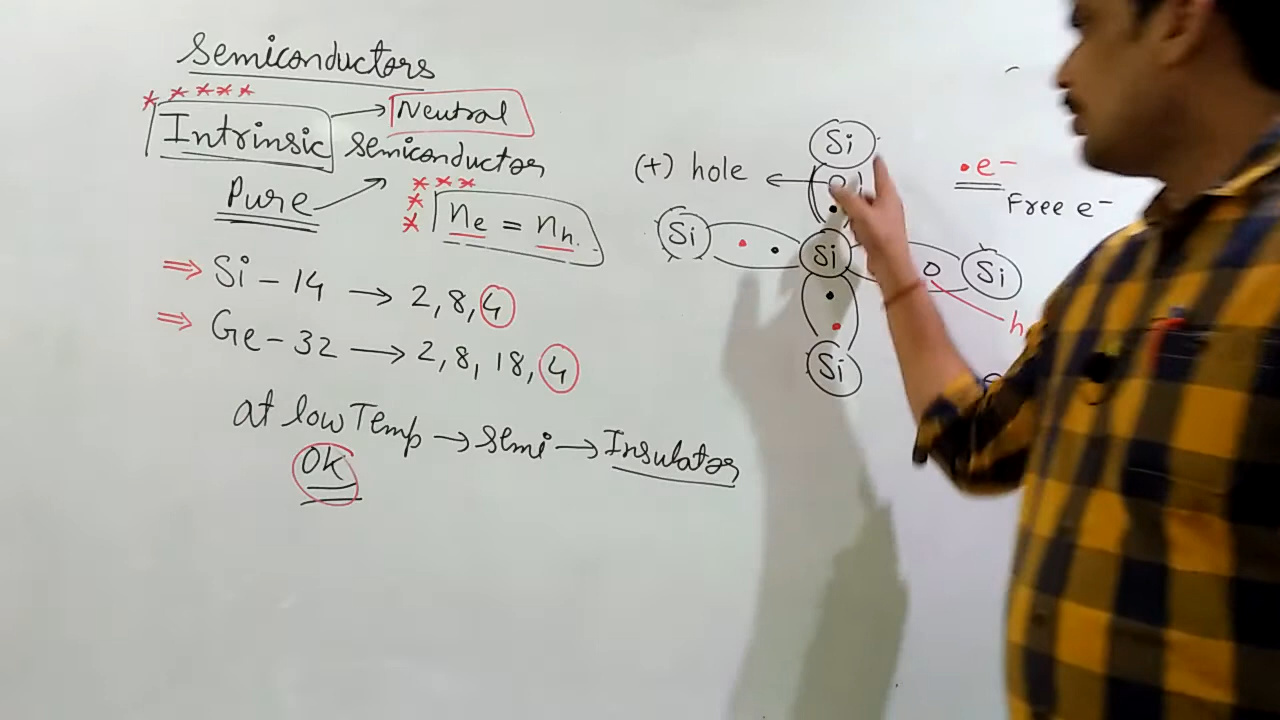 Semiconductors
* * * * *
Intrinsic → Neutral
semiconductor
Pure
* * *
*
*
ne = nh.
⇒ Si – 14 → 2, 8, 4
⇒ Ge – 32 → 2, 8, 18, 4
at low Temp → semi → Insulator
0K
Si
(+) hole ←
• e–
Free e–
Si
Si
Si
h
Si